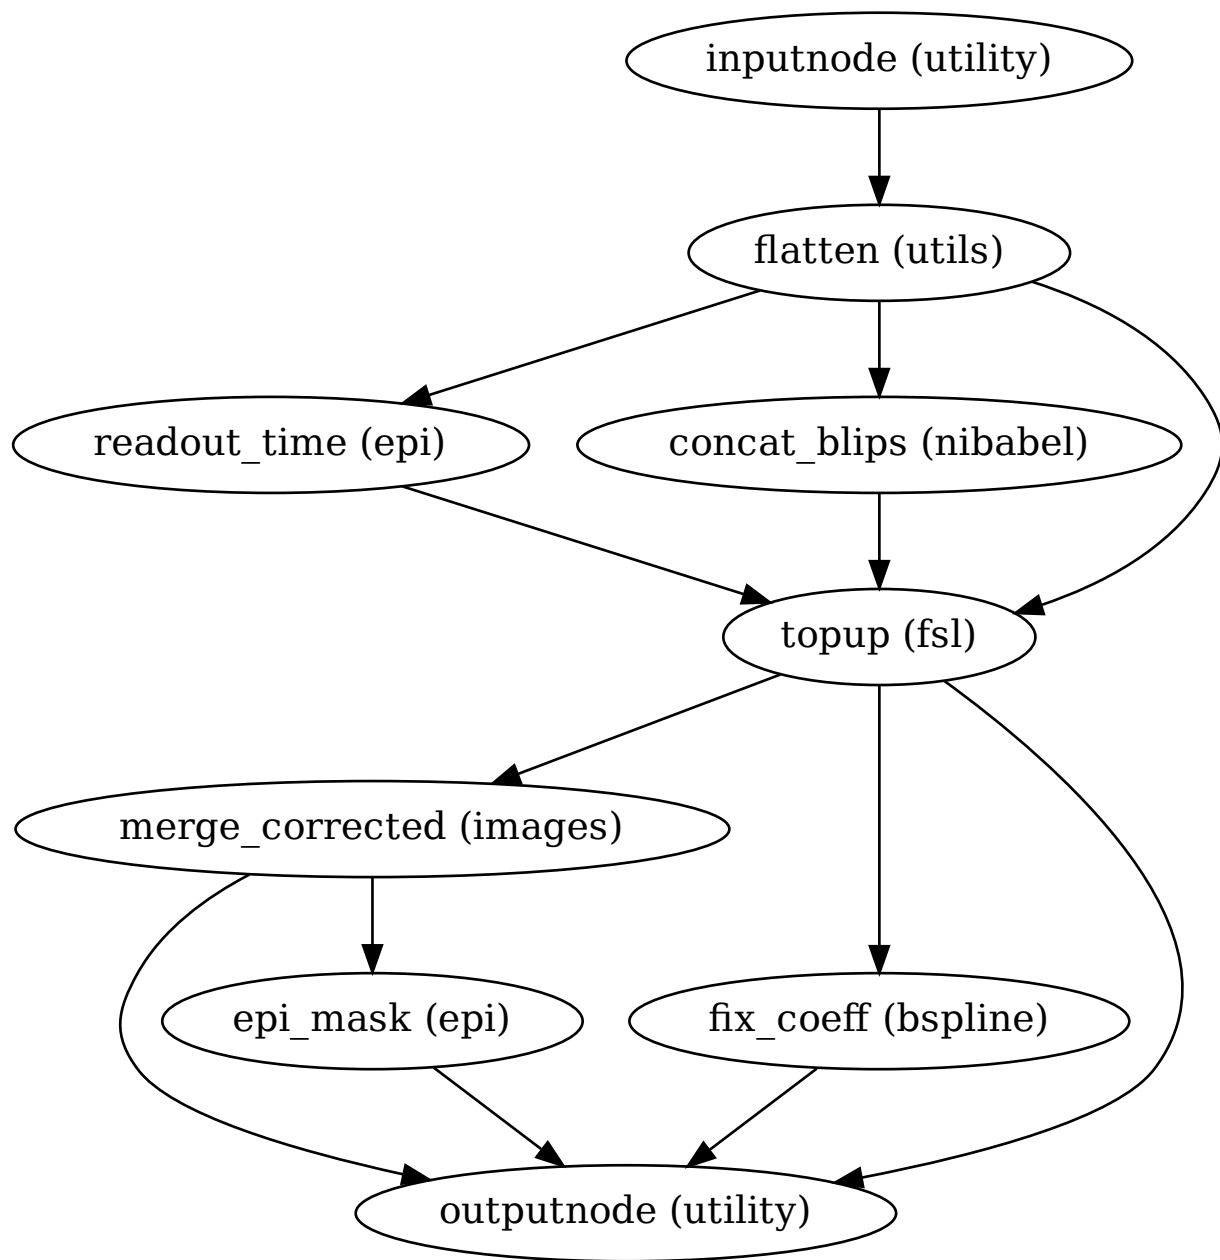 inputnode (utility)
flatten (utils)
readout_time (epi)
concat_blips (nibabel)
topup (fsl)
merge_corrected (images)
epi_mask (epi)
fix_coeff (bspline)
outputnode (utility)